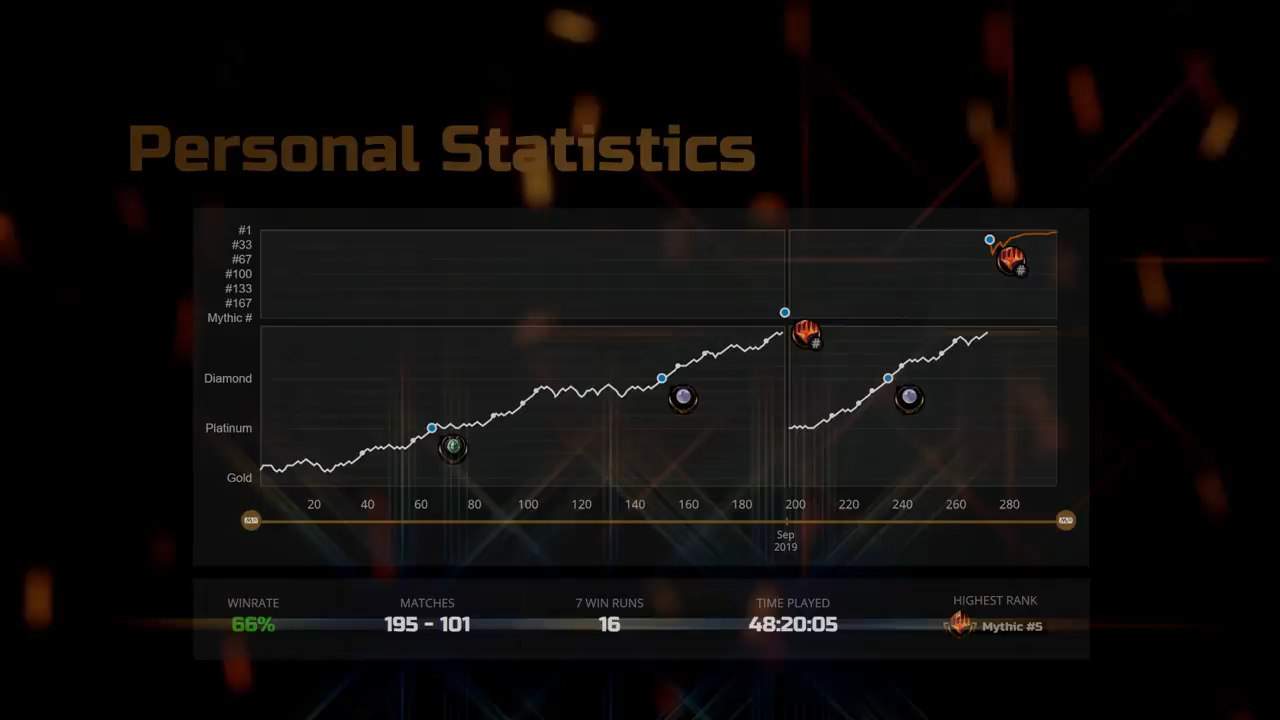 Personal Statistics
#1
#33
#67
#100
#133
#167
Mythic #
Diamond
Platinum
Gold
20 40 60 80 100 120 140 160 180 200 220 240 260 280
Sep
2019
WINRATE MATCHES 7 WIN RUNS TIME PLAYED HIGHEST RANK
66% 195 - 101 16 48:20:05 Mythic #5